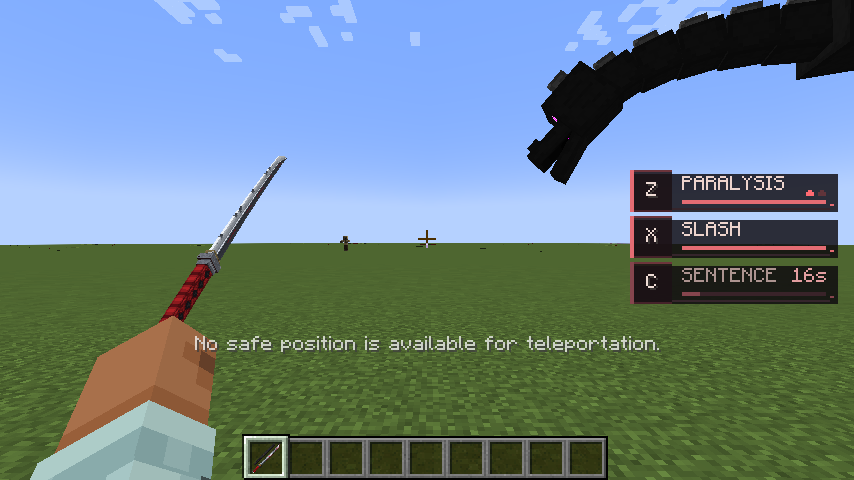 Z PARALYSIS
X SLASH
C SENTENCE 16s
No safe position is available for teleportation.